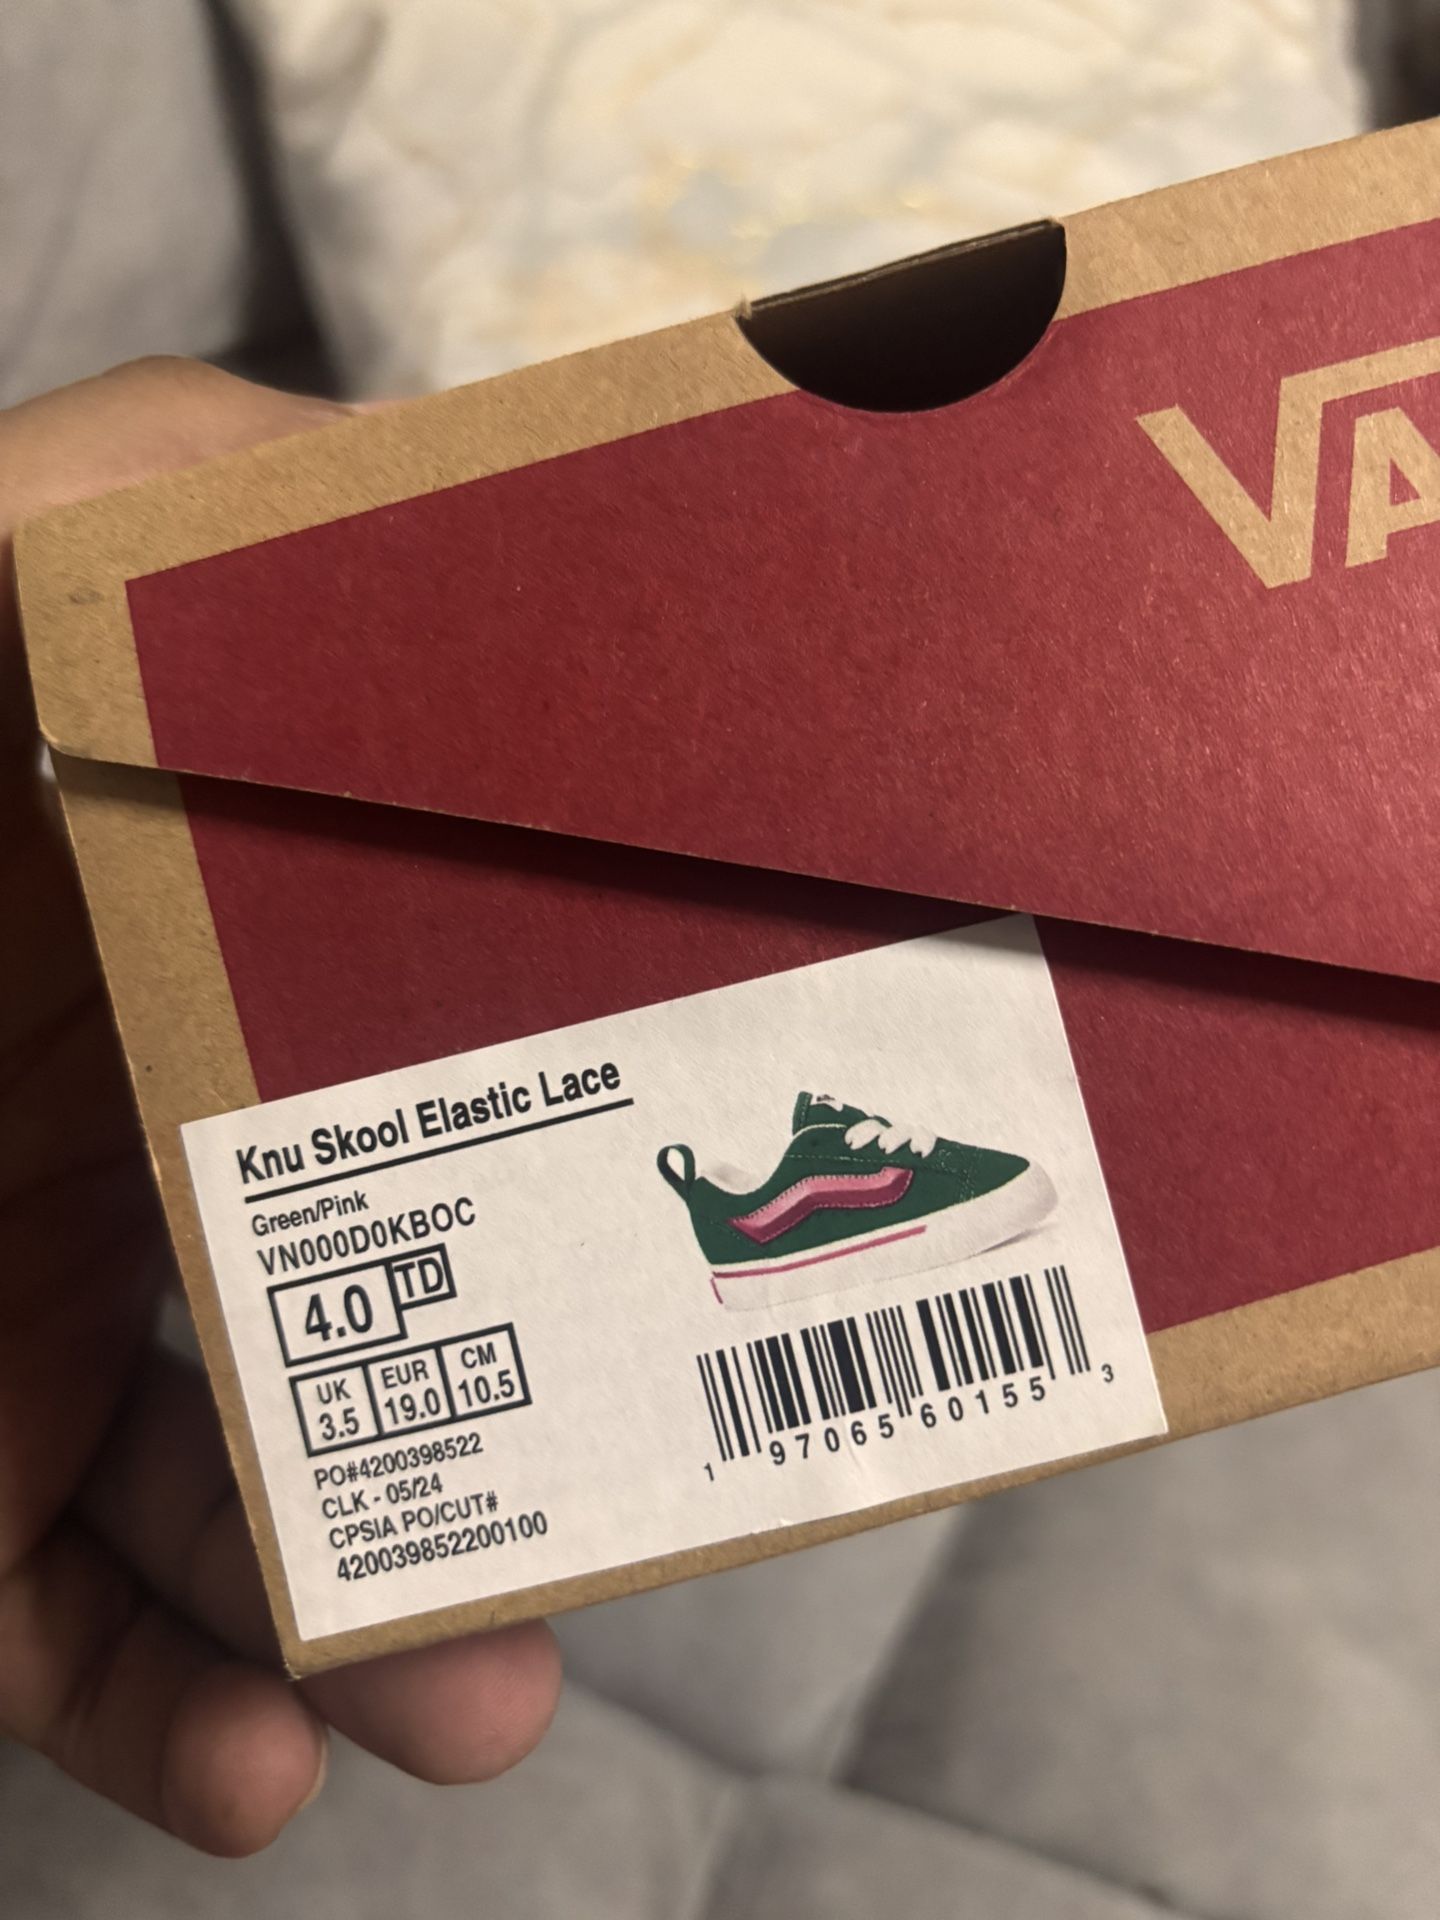 VA
Knu Skool Elastic Lace
Green/Pink
VN000D0KBOC
4.0 TD
UK EUR CM
3.5 19.0 10.5
PO#4200398522
CLK - 05/24
CPSIA PO/CUT#
420039852200100
1 97065 60155 3